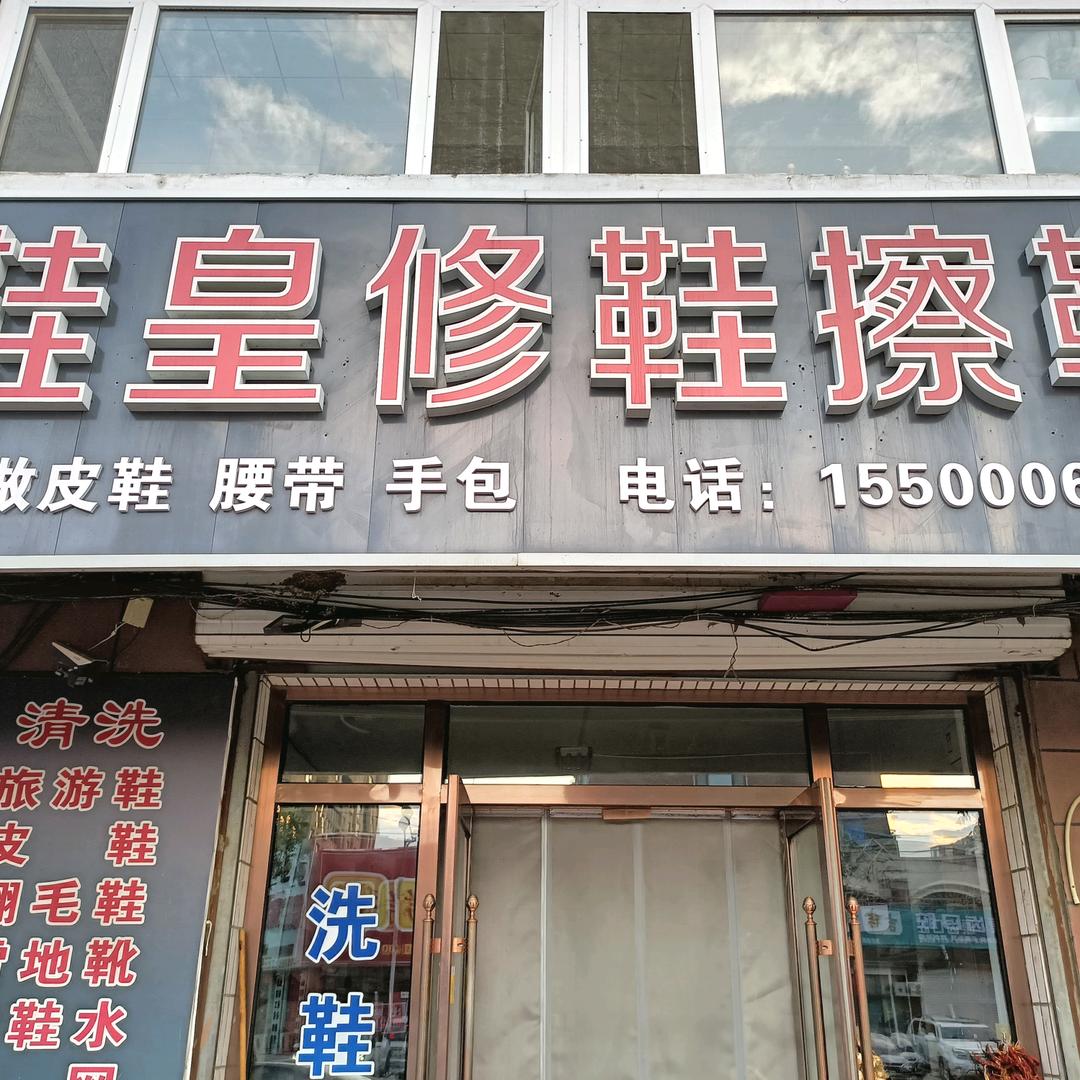 鞋皇修鞋擦鞋
做皮鞋 腰带 手包 电话：1550006
清洗
旅游鞋
皮 鞋
翻毛鞋
地靴
鞋水
洗鞋